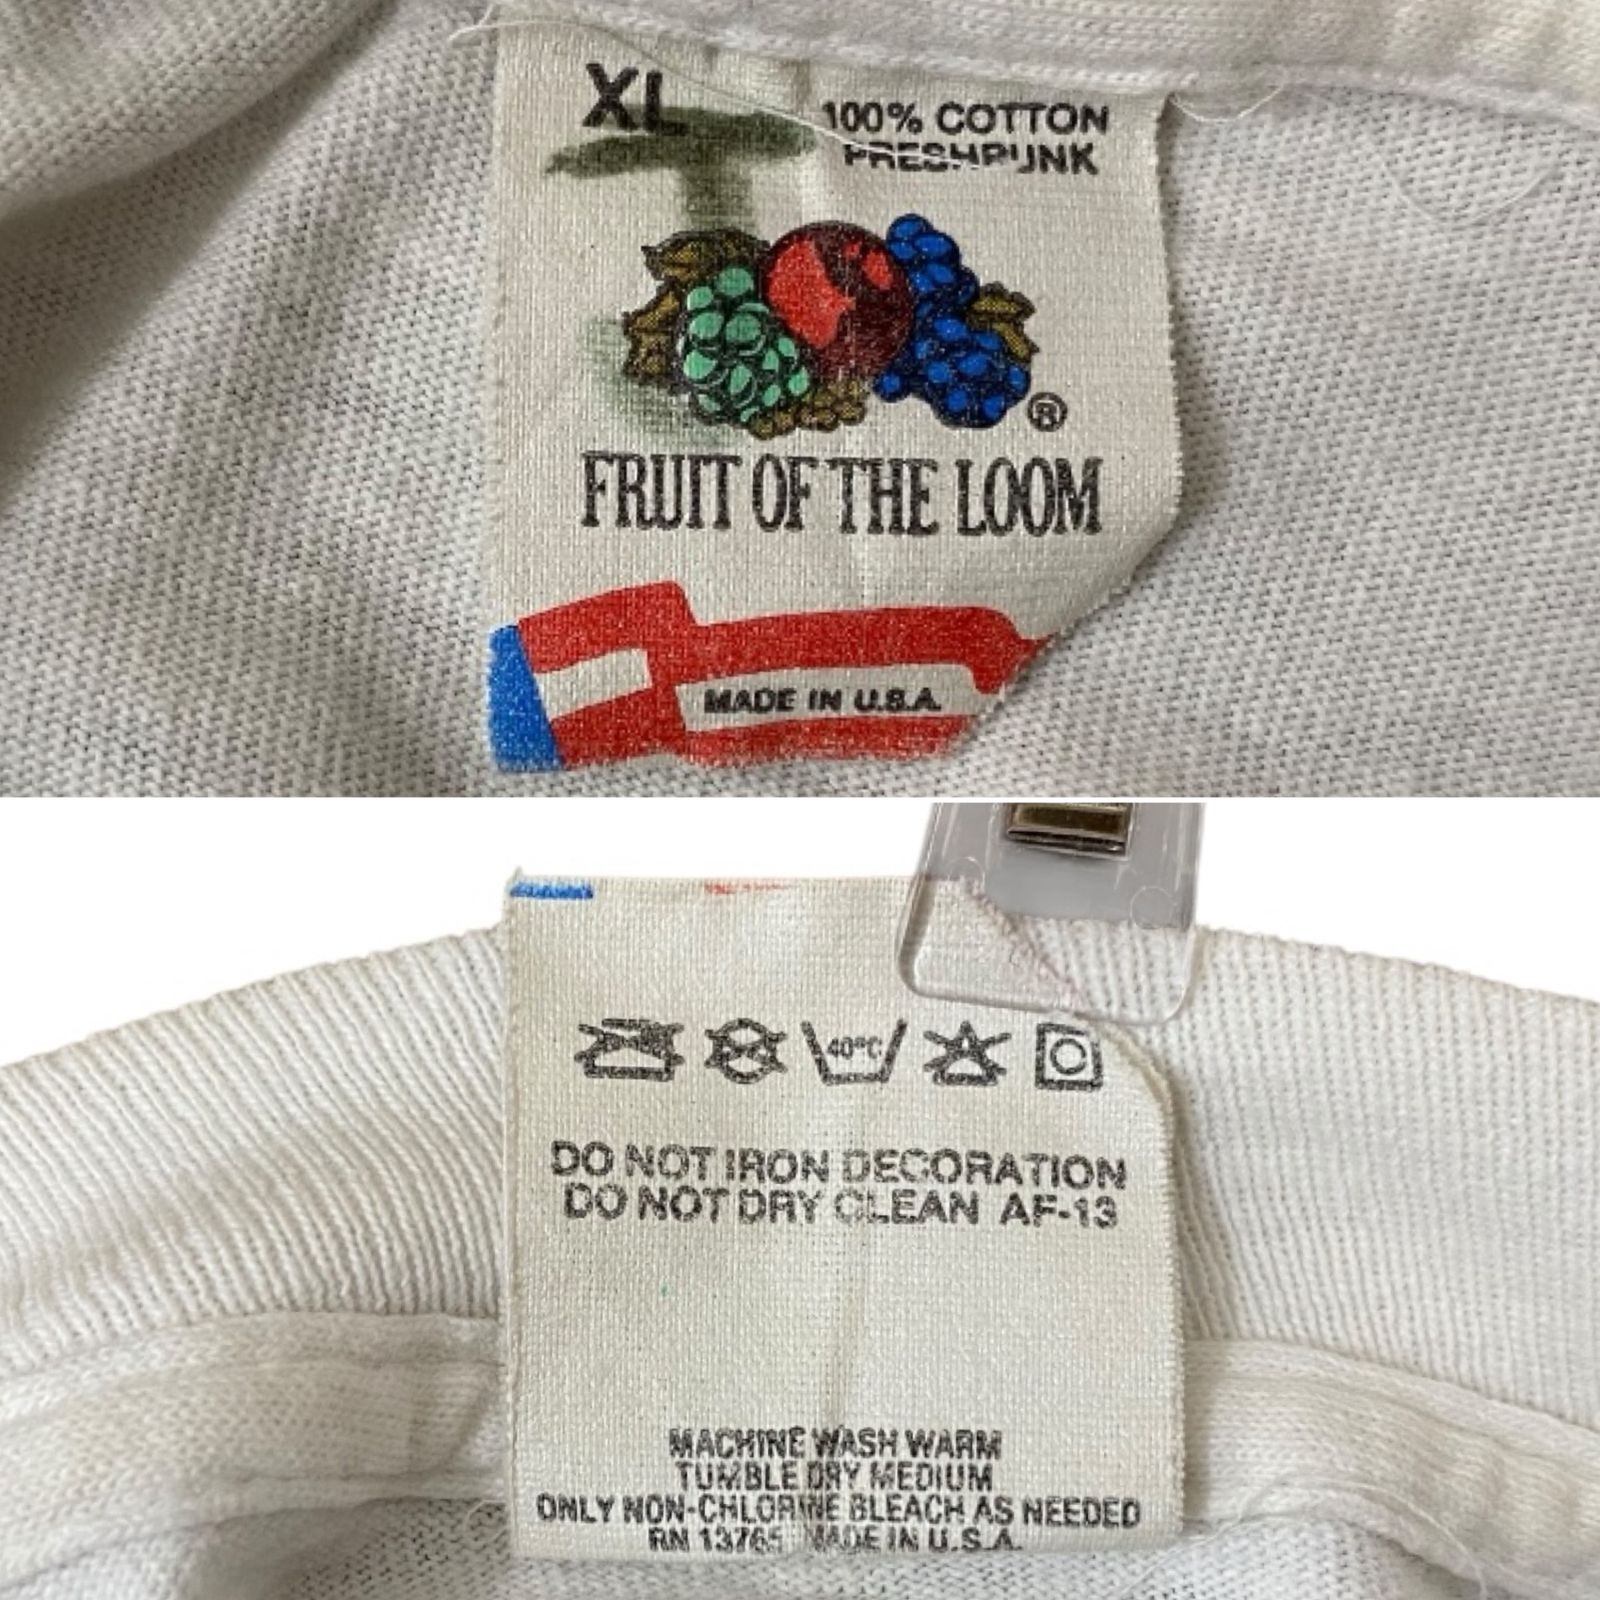 XL
100% COTTON
PRESHRUNK
®
FRUIT OF THE LOOM
MADE IN U.S.A.
40°C
DO NOT IRON DECORATION
DO NOT DRY CLEAN AF-13
MACHINE WASH WARM
TUMBLE DRY MEDIUM
ONLY NON-CHLORINE BLEACH AS NEEDED
RN 13765 MADE IN U.S.A.